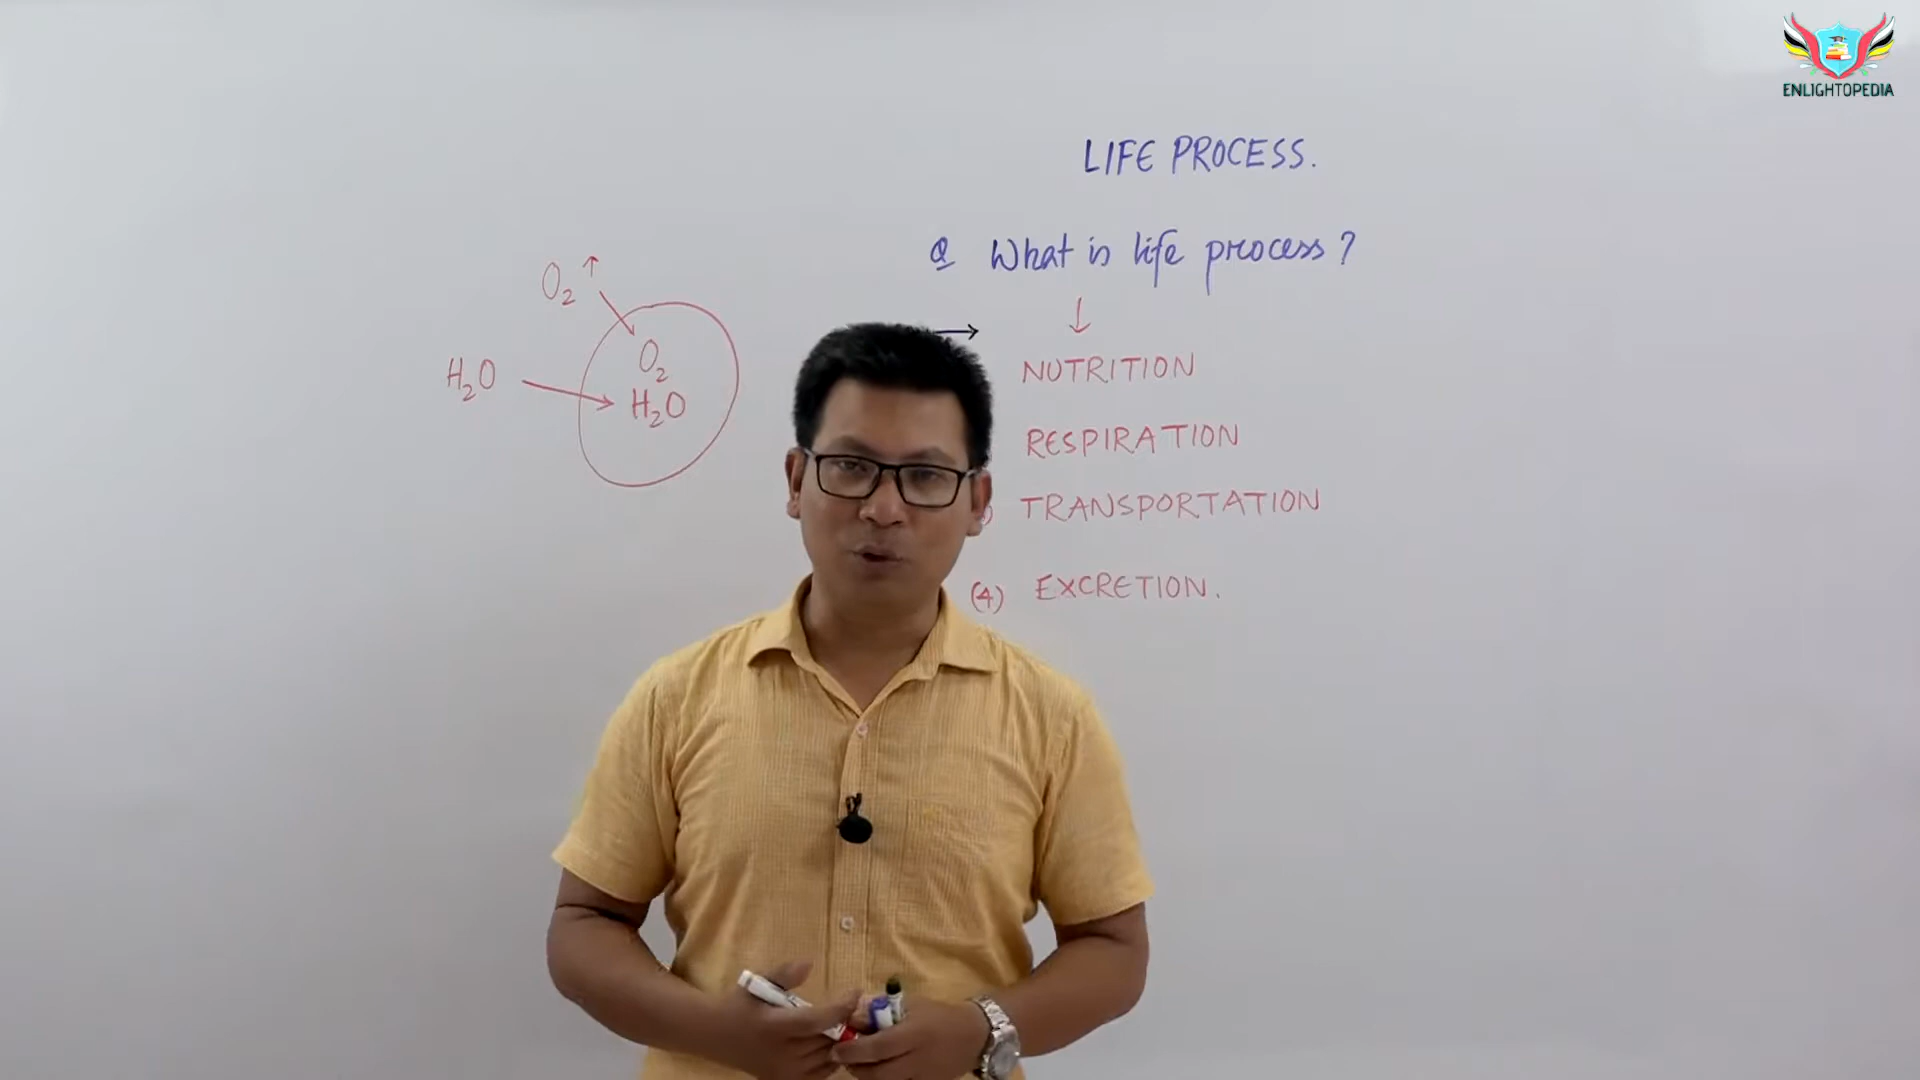 ENLIGHTOPEDIA
LIFE PROCESS.
Q What is life process?
O₂ ↑
O₂
H₂O
H₂O
NUTRITION
RESPIRATION
TRANSPORTATION
(4) EXCRETION.